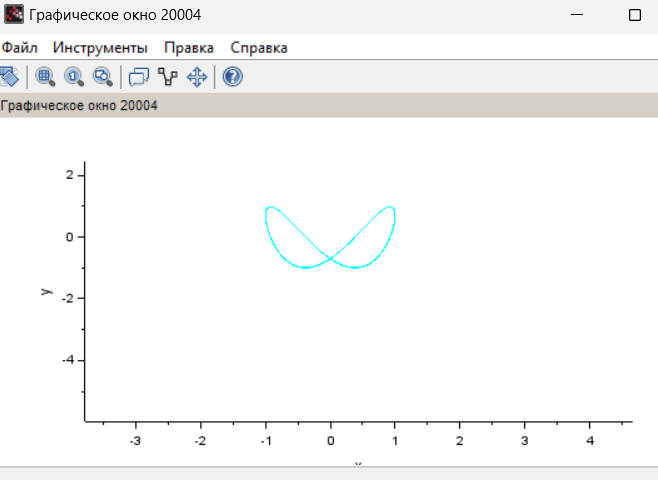 Графическое окно 20004
Файл Инструменты Правка Справка
Графическое окно 20004
2
0
-2
-4
y
-3 -2 -1 0 1 2 3 4